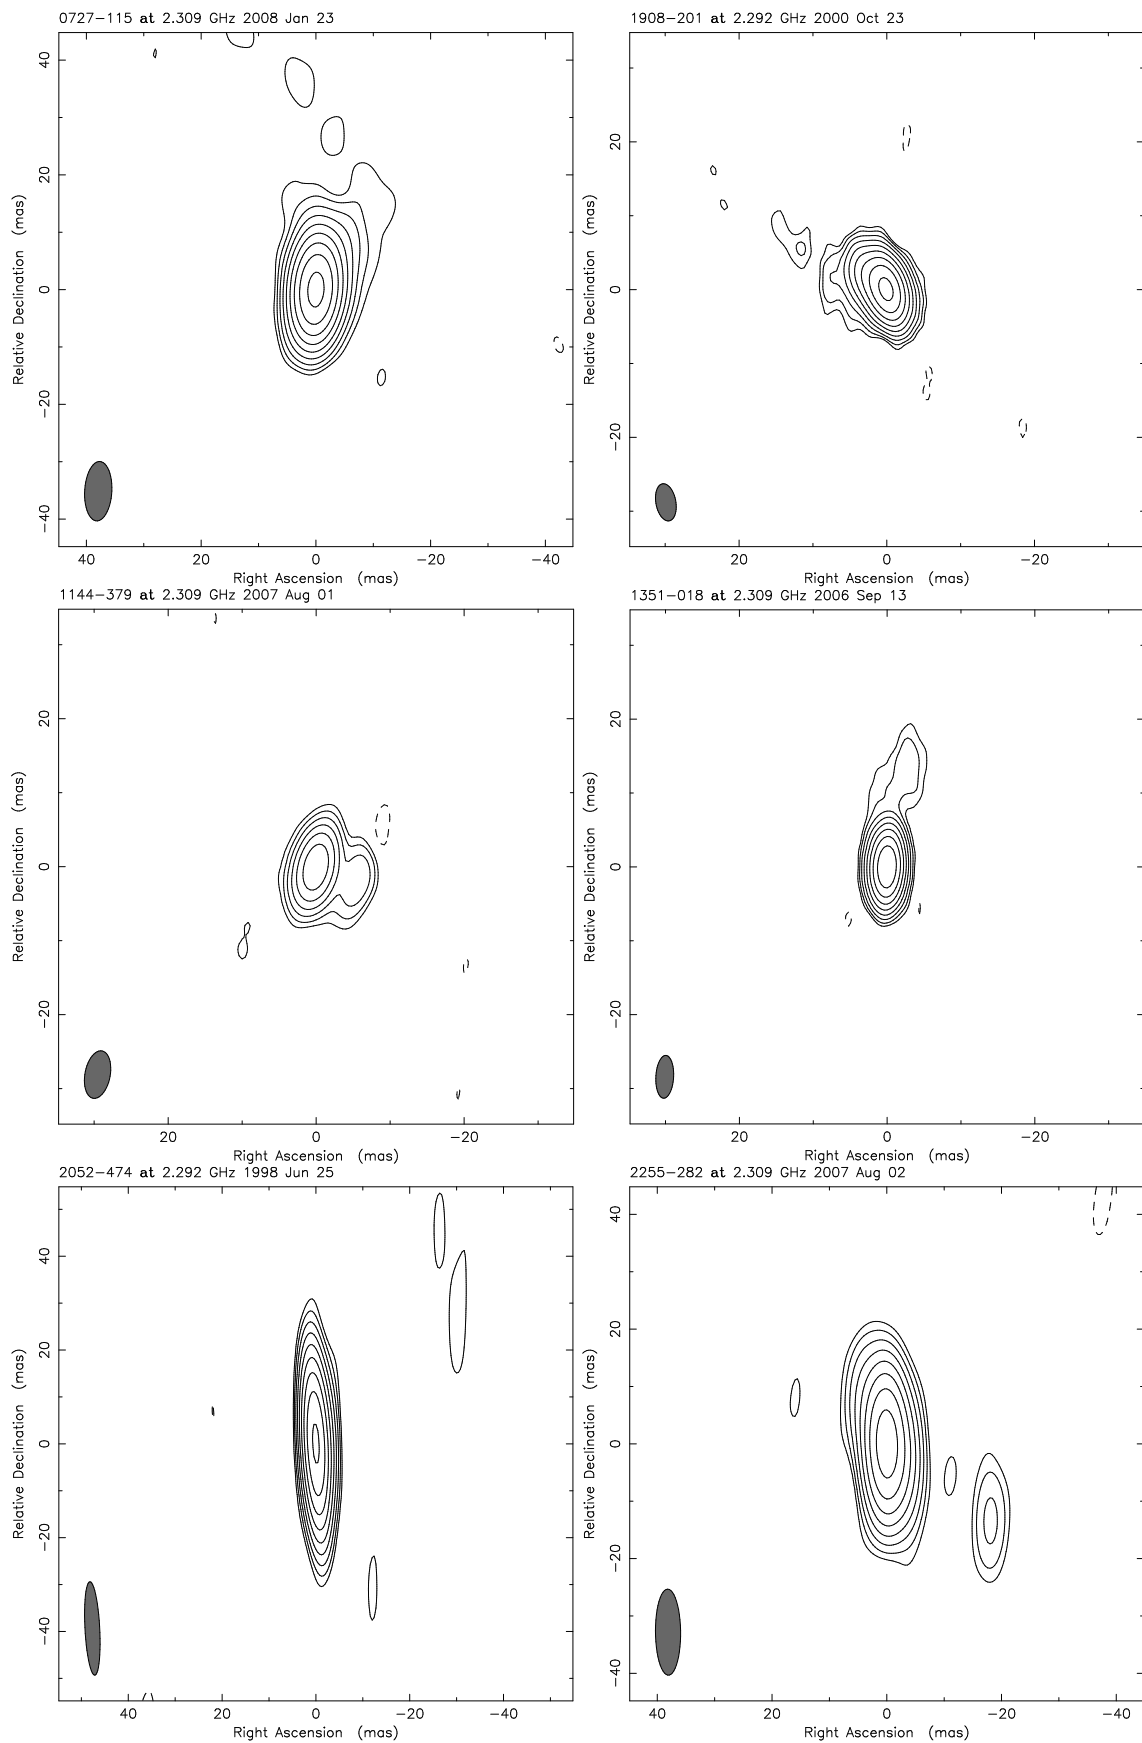 0727−115 at 2.309 GHz 2008 Jan 23
Relative Declination (mas)
40
20
0
−20
−40
40 20 0 −20 −40
Right Ascension (mas)
1908−201 at 2.292 GHz 2000 Oct 23
Relative Declination (mas)
20
0
−20
20 0 −20
Right Ascension (mas)
1144−379 at 2.309 GHz 2007 Aug 01
Relative Declination (mas)
20
0
−20
20 0 −20
Right Ascension (mas)
1351−018 at 2.309 GHz 2006 Sep 13
Relative Declination (mas)
20
0
−20
20 0 −20
Right Ascension (mas)
2052−474 at 2.292 GHz 1998 Jun 25
Relative Declination (mas)
40
20
0
−20
−40
40 20 0 −20 −40
Right Ascension (mas)
2255−282 at 2.309 GHz 2007 Aug 02
Relative Declination (mas)
40
20
0
−20
−40
40 20 0 −20 −40
Right Ascension (mas)